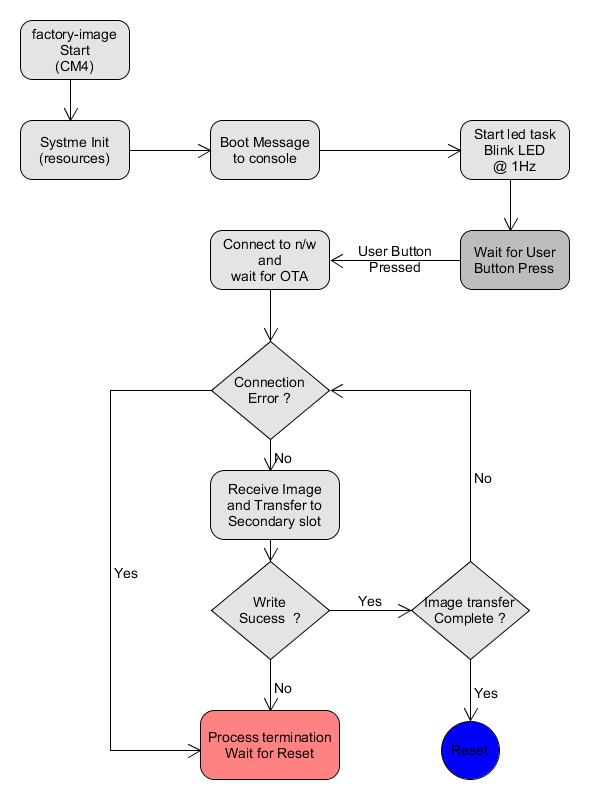 factory-image
Start
(CM4)
Systme Init
(resources)
Boot Message
to console
Start led task
Blink LED
@ 1Hz
Wait for User
Button Press
User Button
Pressed
Connect to n/w
and
wait for OTA
Connection
Error ?
No
Receive Image
and Transfer to
Secondary slot
Write
Sucess ?
Yes
Image transfer
Complete ?
No
Yes
No
Yes
Process termination
Wait for Reset
Reset